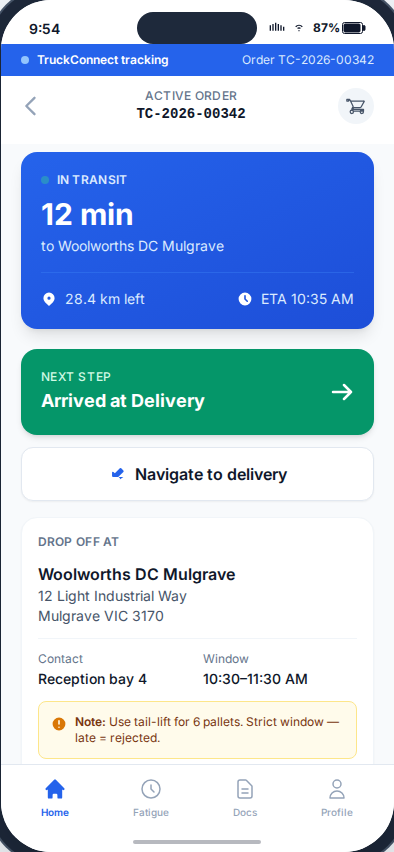 9:54
87%
TruckConnect tracking
Order TC-2026-00342
ACTIVE ORDER
TC-2026-00342
IN TRANSIT
12 min
to Woolworths DC Mulgrave
28.4 km left
ETA 10:35 AM
NEXT STEP
Arrived at Delivery
Navigate to delivery
DROP OFF AT
Woolworths DC Mulgrave
12 Light Industrial Way
Mulgrave VIC 3170
Contact
Reception bay 4
Window
10:30–11:30 AM
Note: Use tail-lift for 6 pallets. Strict window —
late = rejected.
Home
Fatigue
Docs
Profile